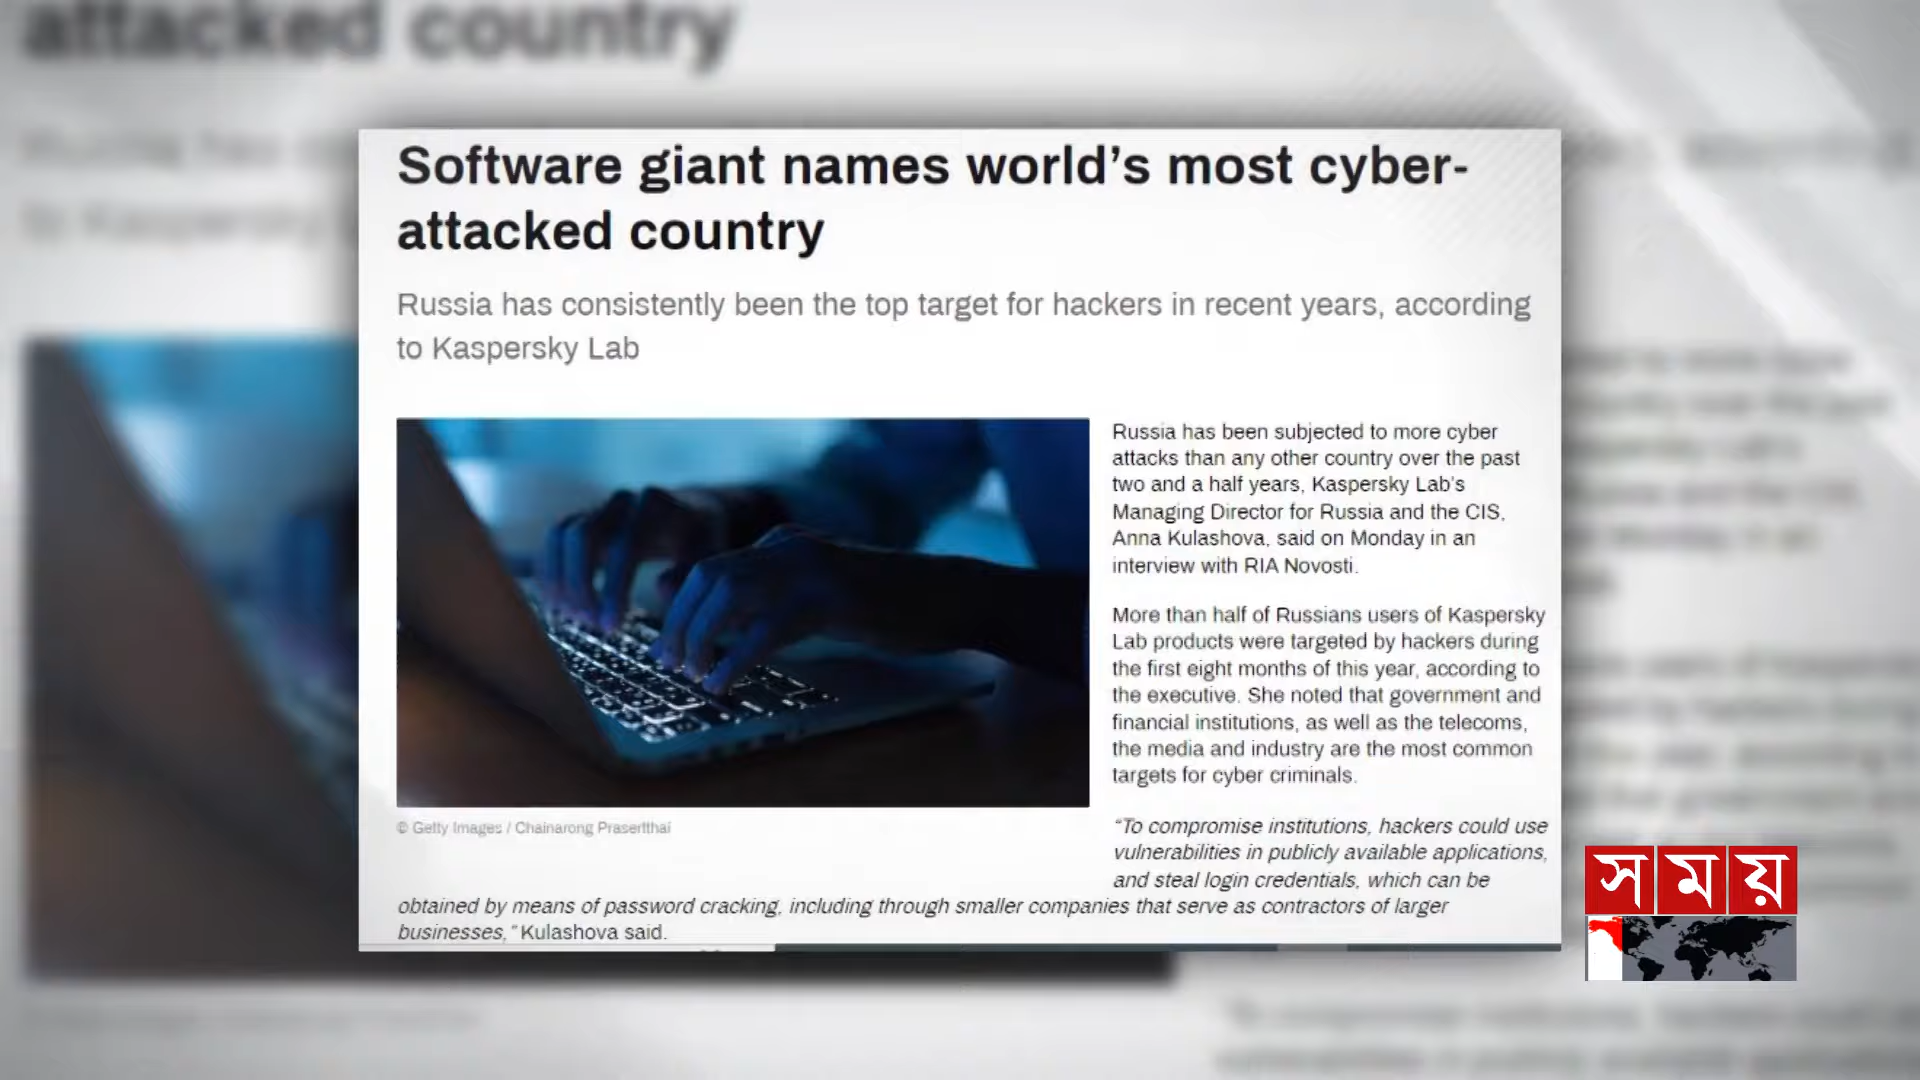 attacked country
Software giant names world’s most cyber-
attacked country
Russia has consistently been the top target for hackers in recent years, according
to Kaspersky Lab
Russia has been subjected to more cyber
attacks than any other country over the past
two and a half years, Kaspersky Lab’s
Managing Director for Russia and the CIS,
Anna Kulashova, said on Monday in an
interview with RIA Novosti.
More than half of Russians users of Kaspersky
Lab products were targeted by hackers during
the first eight months of this year, according to
the executive. She noted that government and
financial institutions, as well as the telecoms,
the media and industry are the most common
targets for cyber criminals.
© Getty Images / Chainarong Prasertthai
“To compromise institutions, hackers could use
vulnerabilities in publicly available applications,
and steal login credentials, which can be
obtained by means of password cracking, including through smaller companies that serve as contractors of larger
businesses,” Kulashova said.
সময়